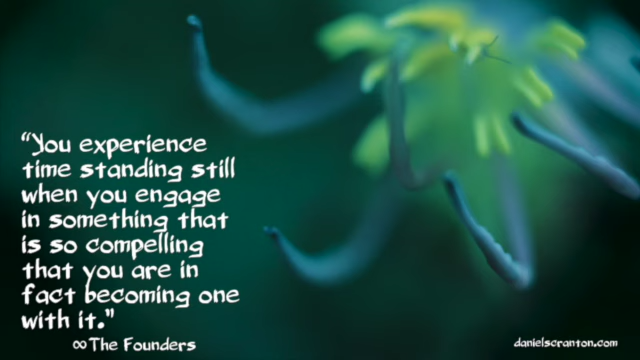 "You experience
time standing still
when you engage
in something that
is so compelling
that you are in
fact becoming one
with it."
∞The Founders
danielscranton.com